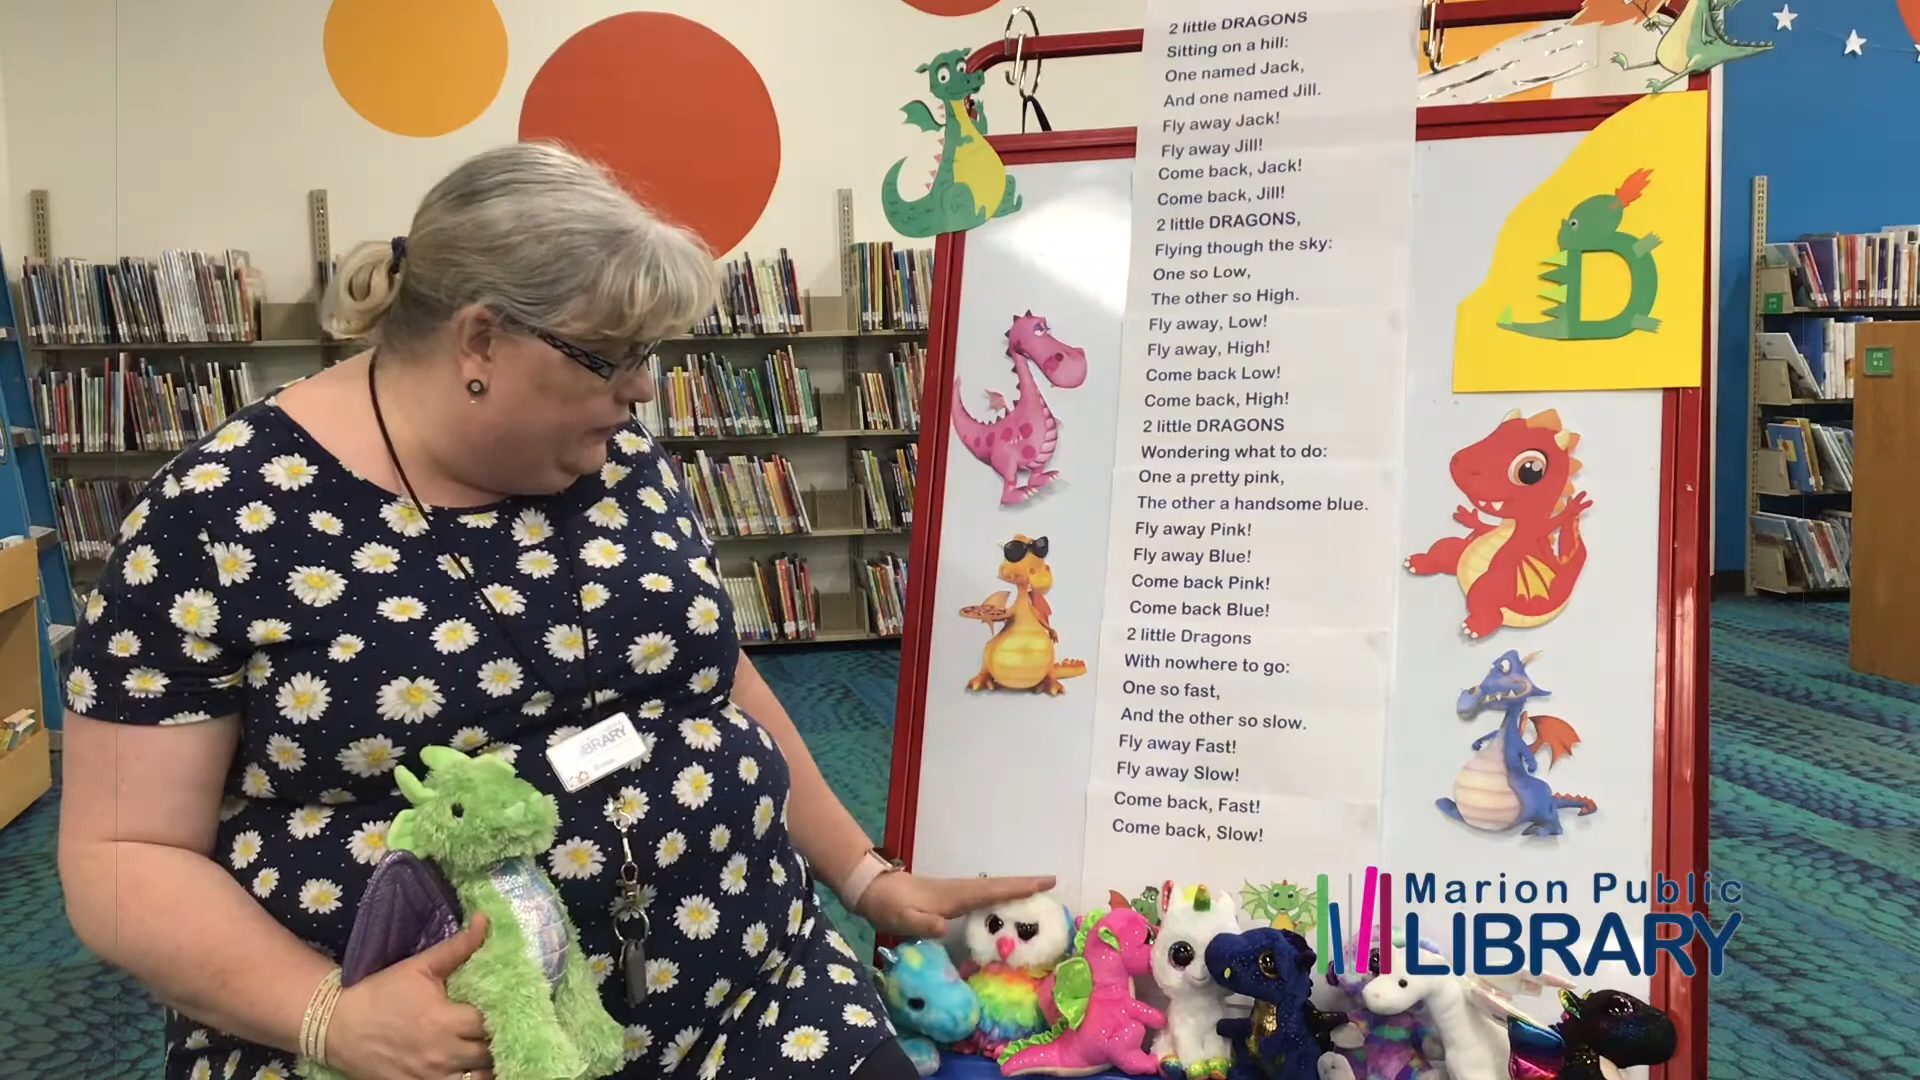 2 little DRAGONS
Sitting on a hill:
One named Jack,
And one named Jill.
Fly away Jack!
Fly away Jill!
Come back, Jack!
Come back, Jill!
2 little DRAGONS,
Flying though the sky:
One so Low,
The other so High.
Fly away, Low!
Fly away, High!
Come back Low!
Come back, High!
2 little DRAGONS
Wondering what to do:
One a pretty pink,
The other a handsome blue.
Fly away Pink!
Fly away Blue!
Come back Pink!
Come back Blue!
2 little Dragons
With nowhere to go:
One so fast,
And the other so slow.
Fly away Fast!
Fly away Slow!
Come back, Fast!
Come back, Slow!
D
Marion Public
LIBRARY